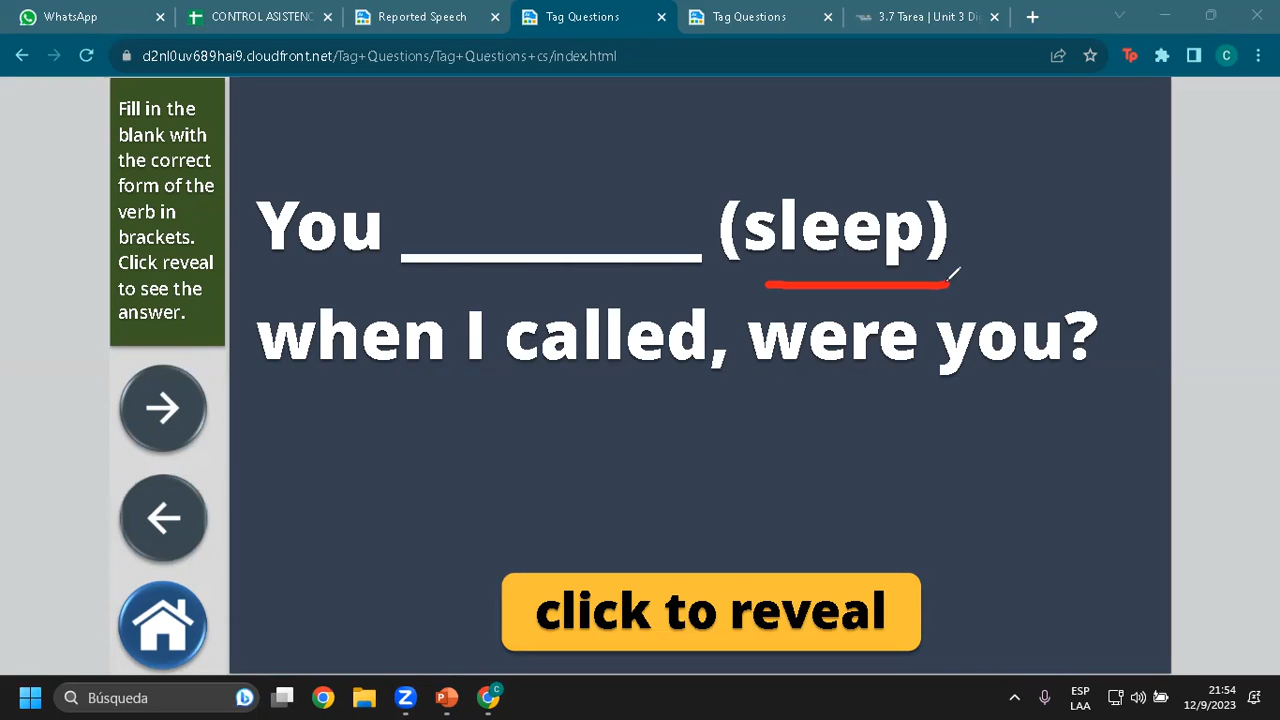 WhatsApp
CONTROL ASISTENC
Reported Speech
Tag Questions
Tag Questions
3.7 Tarea | Unit 3 Di
d2nl0uv689hai9.cloudfront.net/Tag+Questions/Tag+Questions+cs/index.html
Tp
C
Fill in the
blank with
the correct
form of the
verb in
brackets.
Click reveal
to see the
answer.
You __________ (sleep)
when I called, were you?
click to reveal
Búsqueda
C
ESP
LAA
21:54
12/9/2023